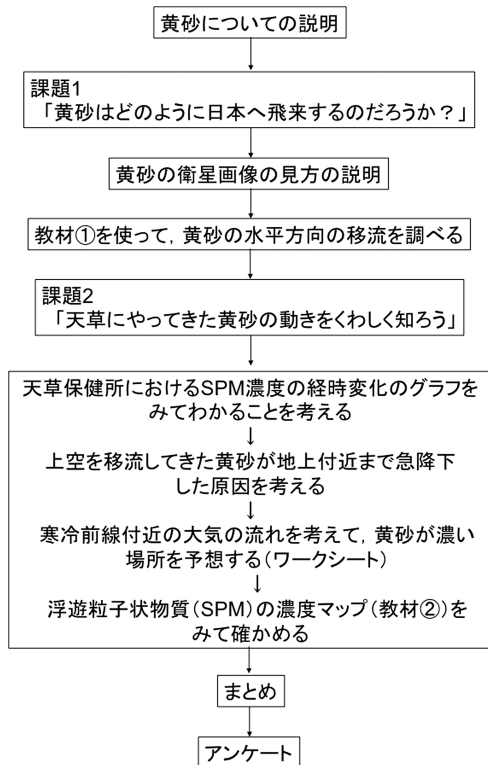 黄砂についての説明
課題1
「黄砂はどのように日本へ飛来するのだろうか？」
黄砂の衛星画像の見方の説明
教材①を使って，黄砂の水平方向の移流を調べる
課題2
「天草にやってきた黄砂の動きをくわしく知ろう」
天草保健所におけるSPM濃度の経時変化のグラフを
みてわかることを考える
↓
上空を移流してきた黄砂が地上付近まで急降下
した原因を考える
↓
寒冷前線付近の大気の流れを考えて，黄砂が濃い
場所を予想する（ワークシート）
↓
浮遊粒子状物質（SPM）の濃度マップ（教材②）を
みて確かめる
まとめ
アンケート